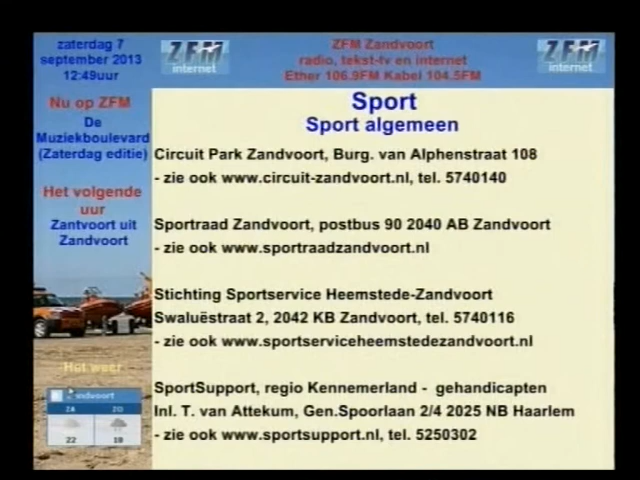 zaterdag 7
september 2013
12:49uur
ZFM
internet
ZFM Zandvoort
radio, tekst-tv en internet
Ether 106.9FM Kabel 104.5FM
ZFM
internet
Nu op ZFM
De
Muziekboulevard
(Zaterdag editie)
Het volgende
uur
Zantvoort uit
Zandvoort
Het weer
ndvoort
22
18
Sport
Sport algemeen
Circuit Park Zandvoort, Burg. van Alphenstraat 108
- zie ook www.circuit-zandvoort.nl, tel. 5740140
Sportraad Zandvoort, postbus 90 2040 AB Zandvoort
- zie ook www.sportraadzandvoort.nl
Stichting Sportservice Heemstede-Zandvoort
Swaluëstraat 2, 2042 KB Zandvoort, tel. 5740116
- zie ook www.sportserviceheemstedezandvoort.nl
SportSupport, regio Kennemerland - gehandicapten
Inl. T. van Attekum, Gen.Spoorlaan 2/4 2025 NB Haarlem
- zie ook www.sportsupport.nl, tel. 5250302